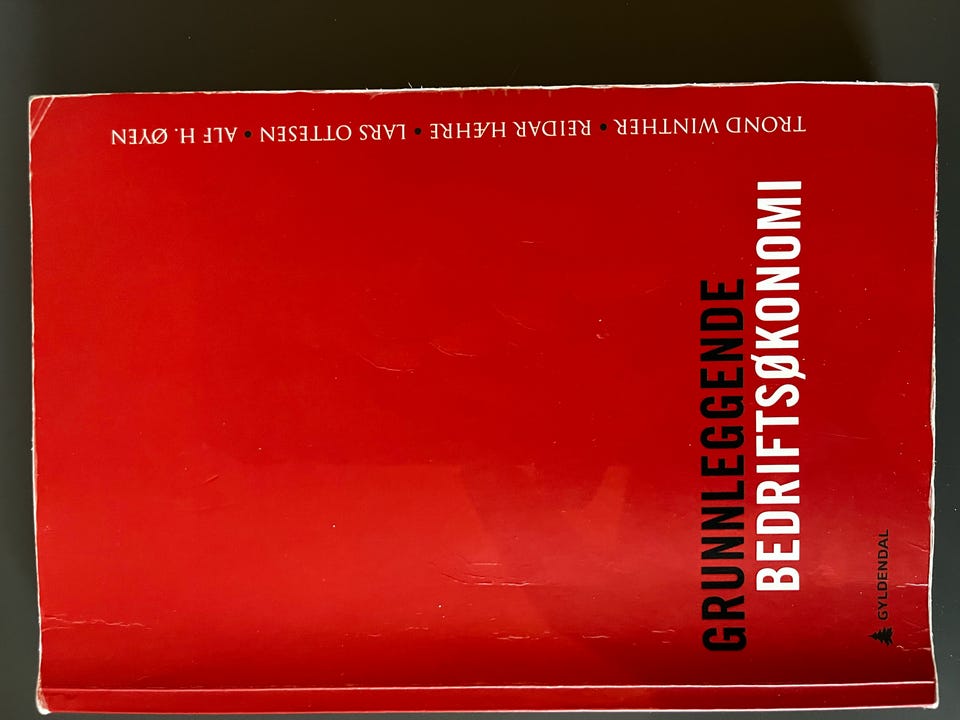 TROND WINTHER • REIDAR HÆHRE • LARS OTTESEN • ALF H. ØYEN
GRUNNLEGGENDE
BEDRIFTSØKONOMI
GYLDENDAL